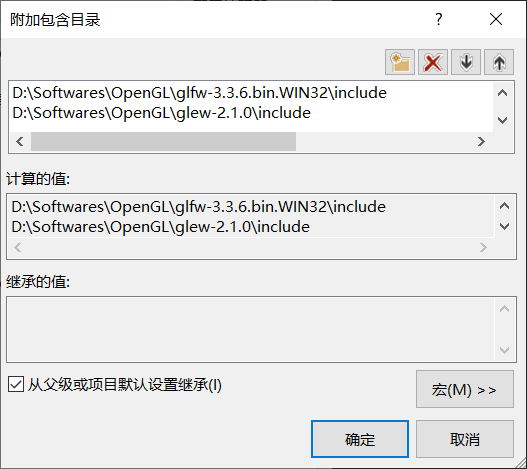 附加包含目录
D:\Softwares\OpenGL\glfw-3.3.6.bin.WIN32\include
D:\Softwares\OpenGL\glew-2.1.0\include
计算的值:
D:\Softwares\OpenGL\glfw-3.3.6.bin.WIN32\include
D:\Softwares\OpenGL\glew-2.1.0\include
继承的值:
从父级或项目默认设置继承(I)
宏(M) >>
确定
取消